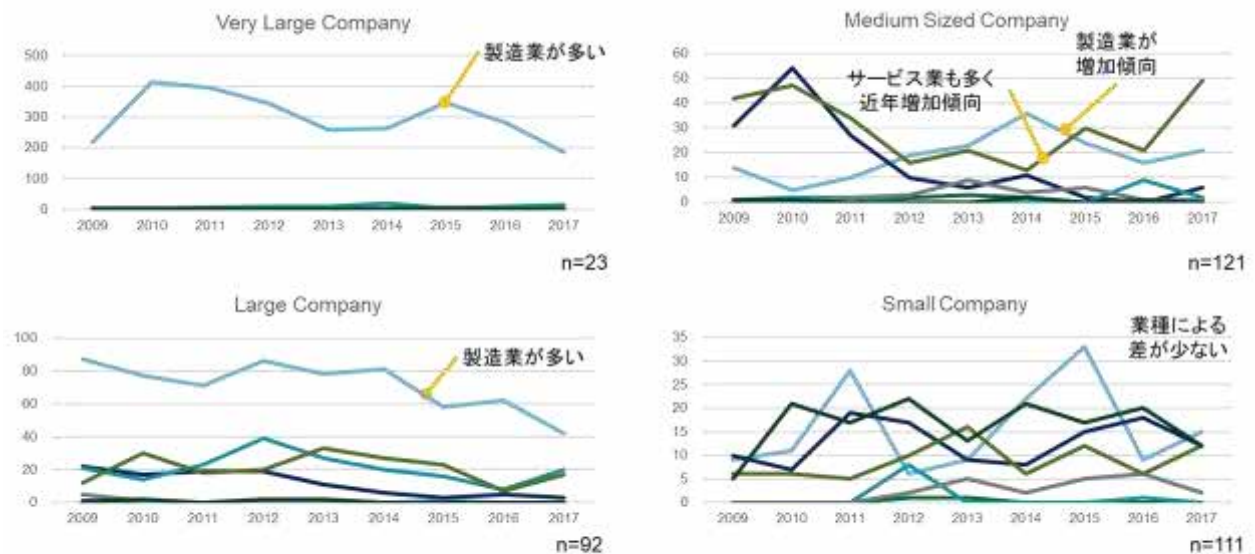 Very Large Company
500
400
300
200
100
0
製造業が多い
2009 2010 2011 2012 2013 2014 2015 2016 2017
n=23
Medium Sized Company
60
50
40
30
20
10
0
製造業が
増加傾向
サービス業も多く
近年増加傾向
2009 2010 2011 2012 2013 2014 2015 2016 2017
n=121
Large Company
100
80
60
40
20
0
製造業が多い
2009 2010 2011 2012 2013 2014 2015 2016 2017
n=92
Small Company
35
30
25
20
15
10
5
0
業種による
差が少ない
2009 2010 2011 2012 2013 2014 2015 2016 2017
n=111